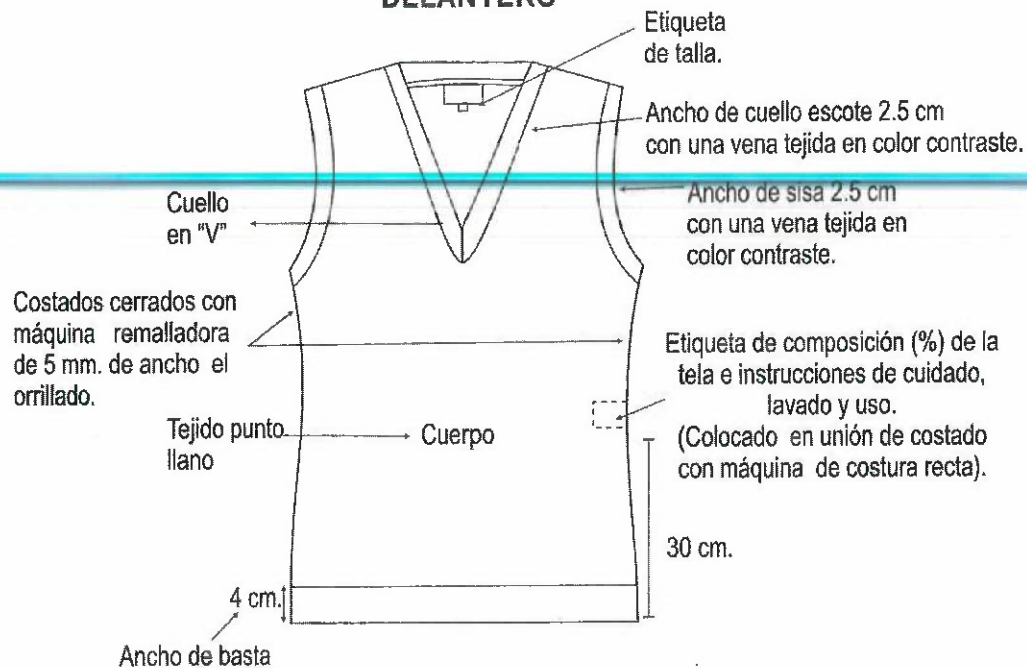 DELANTERO
Etiqueta
de talla.
Ancho de cuello escote 2.5 cm
con una vena tejida en color contraste.
Ancho de sisa 2.5 cm
con una vena tejida en
color contraste.
Cuello
en "V"
Costados cerrados con
máquina remalladora
de 5 mm. de ancho el
orrillado.
Etiqueta de composición (%) de la
tela e instrucciones de cuidado,
lavado y uso.
(Colocado en unión de costado
con máquina de costura recta).
Tejido punto
llano
Cuerpo
30 cm.
4 cm.
Ancho de basta